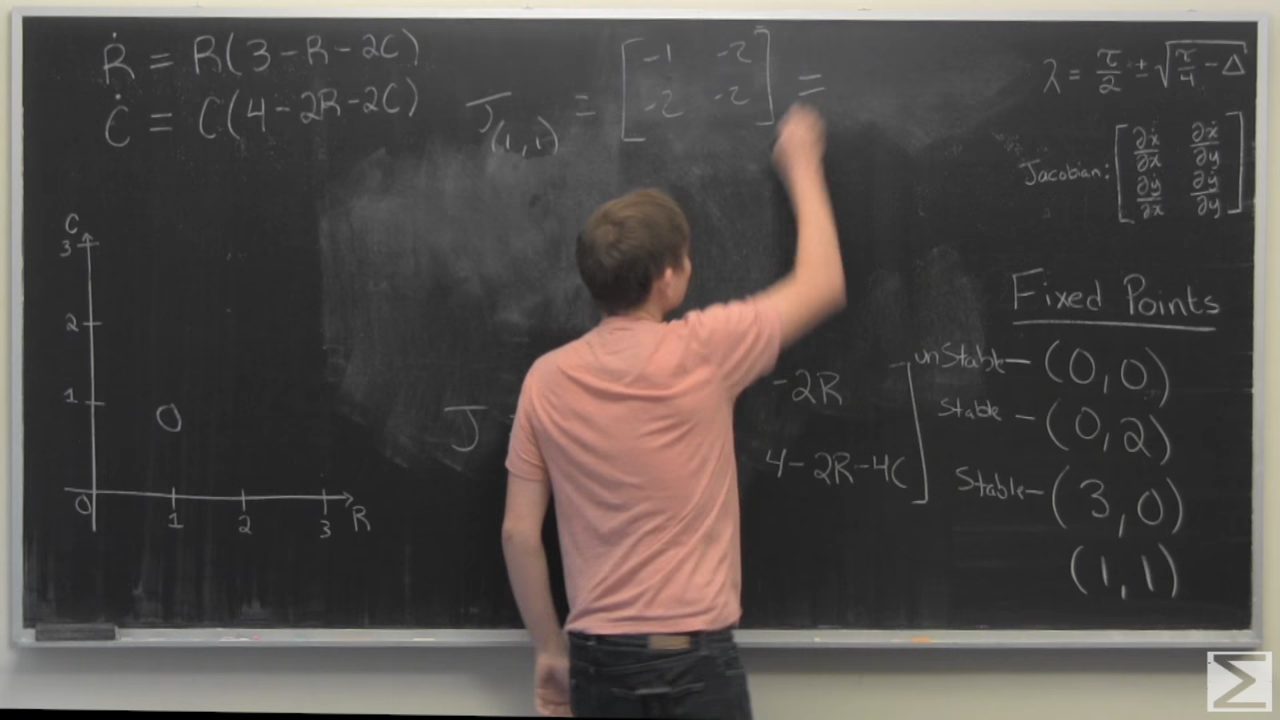 Ṙ = R(3-R-2C)
Ċ = C(4-2R-2C)
J(1,1) = [-1 -2
-2 -2] =
λ = τ/2 ± √(τ/4 - Δ)
Jacobian: [∂ẋ/∂x ∂ẋ/∂y
∂ẏ/∂x ∂ẏ/∂y]
C
3
2
1
0
O
1 2 3 R
J
-2R
4-2R-4C]
Fixed Points
unStable - (0,0)
Stable - (0,2)
Stable - (3,0)
(1,1)
Σ